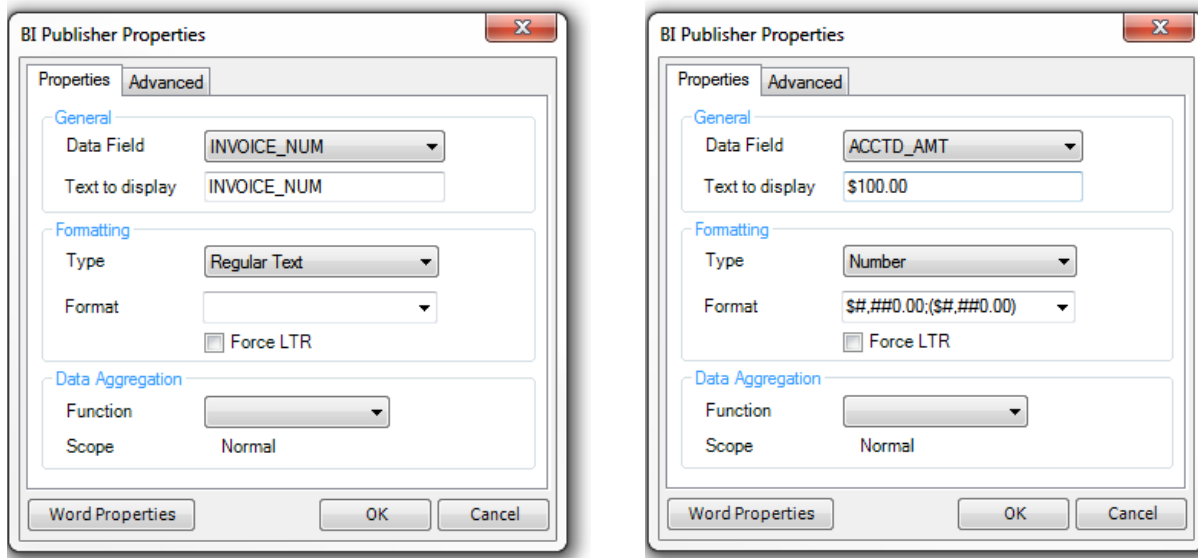 BI Publisher Properties
Properties Advanced
General
Data Field INVOICE_NUM
Text to display INVOICE_NUM
Formatting
Type Regular Text
Format
Force LTR
Data Aggregation
Function
Scope Normal
Word Properties OK Cancel
BI Publisher Properties
Properties Advanced
General
Data Field ACCTD_AMT
Text to display $100.00
Formatting
Type Number
Format $#,##0.00;($#,##0.00)
Force LTR
Data Aggregation
Function
Scope Normal
Word Properties OK Cancel